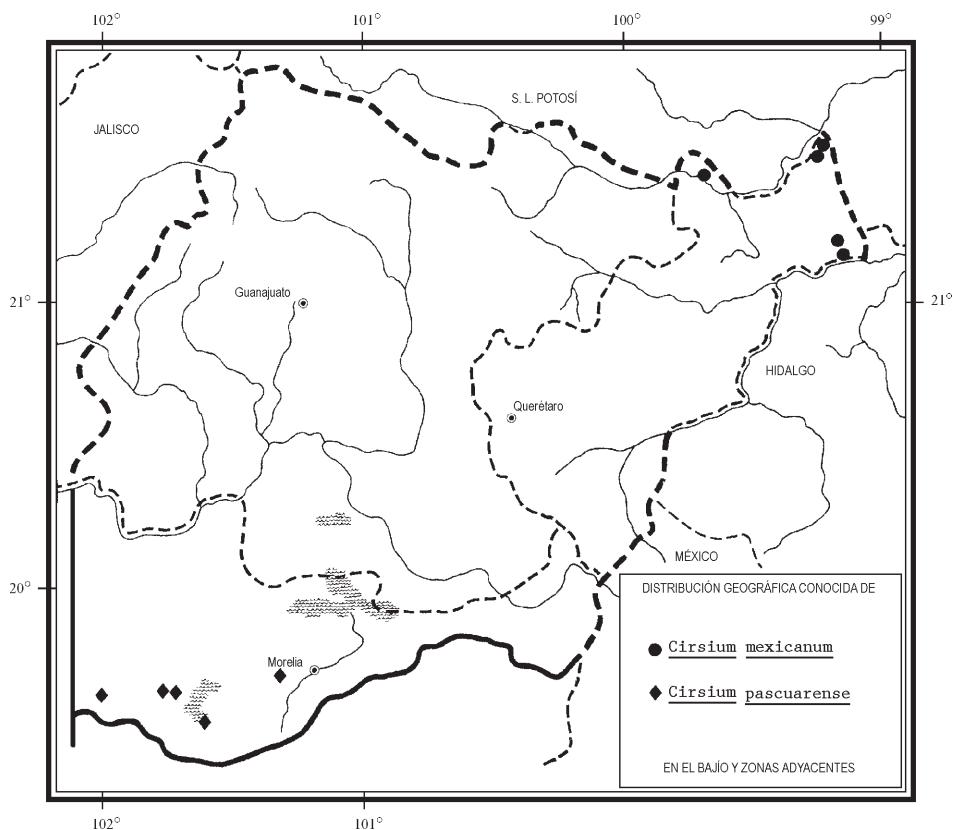 102° 101° 100° 99°
S. L. POTOSÍ
JALISCO
Guanajuato
21° 21°
HIDALGO
Querétaro
MÉXICO
20°
DISTRIBUCIÓN GEOGRÁFICA CONOCIDA DE
Cirsium mexicanum
Morelia
Cirsium pascuarense
EN EL BAJÍO Y ZONAS ADYACENTES
102° 101°